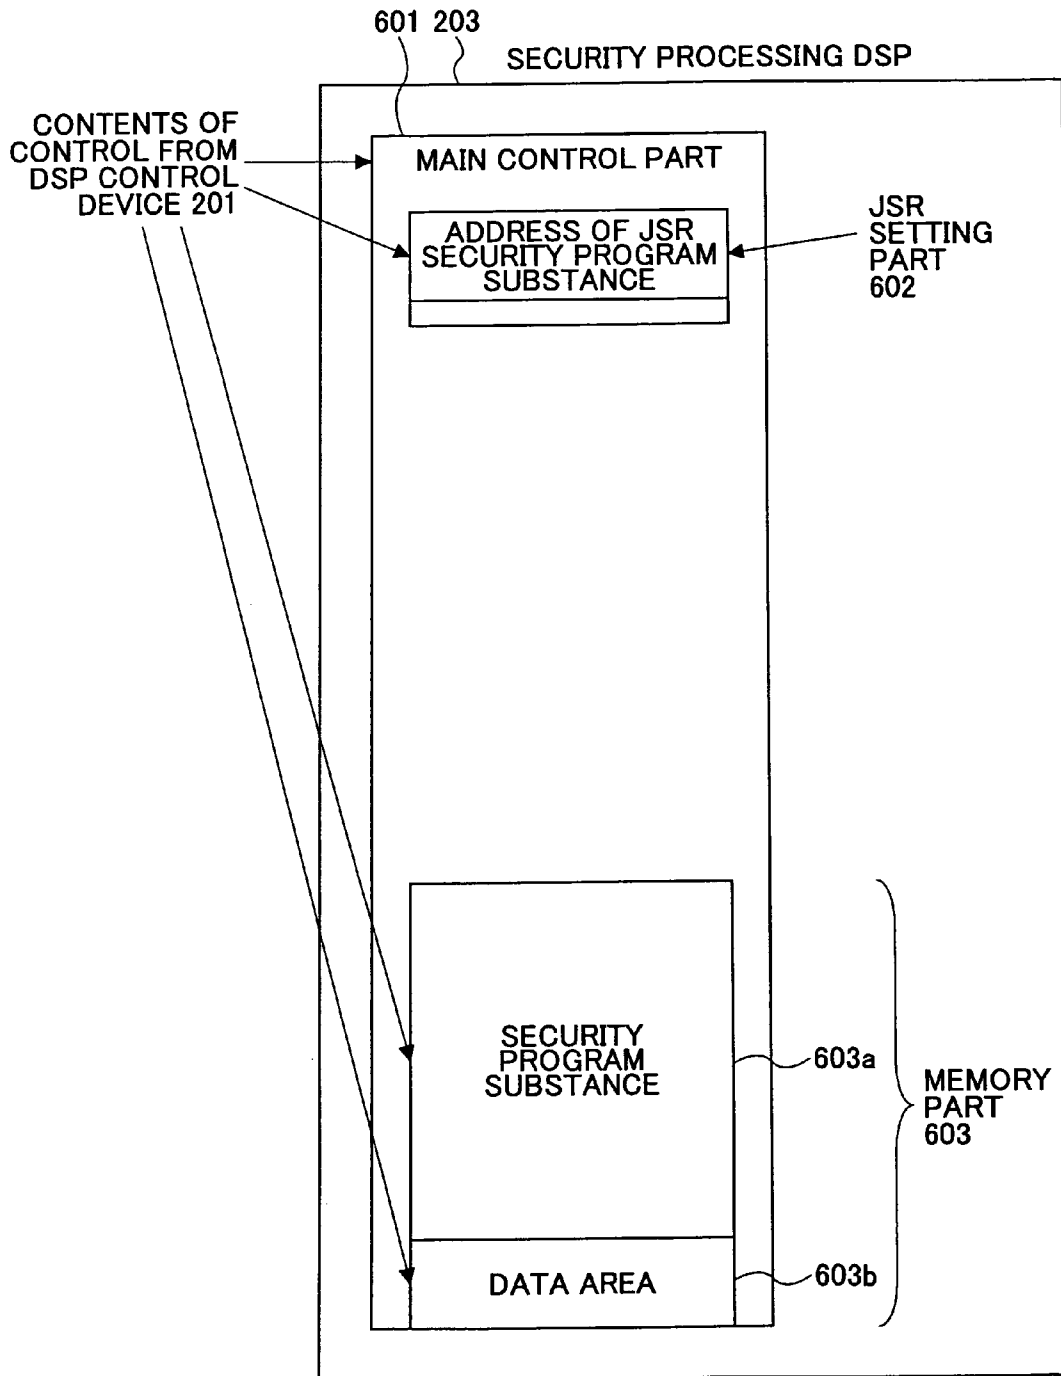 601 203
SECURITY PROCESSING DSP
CONTENTS OF
CONTROL FROM
DSP CONTROL
DEVICE 201
MAIN CONTROL PART
ADDRESS OF JSR
SECURITY PROGRAM
SUBSTANCE
JSR
SETTING
PART
602
SECURITY
PROGRAM
SUBSTANCE
603a
MEMORY
PART
603
DATA AREA
603b